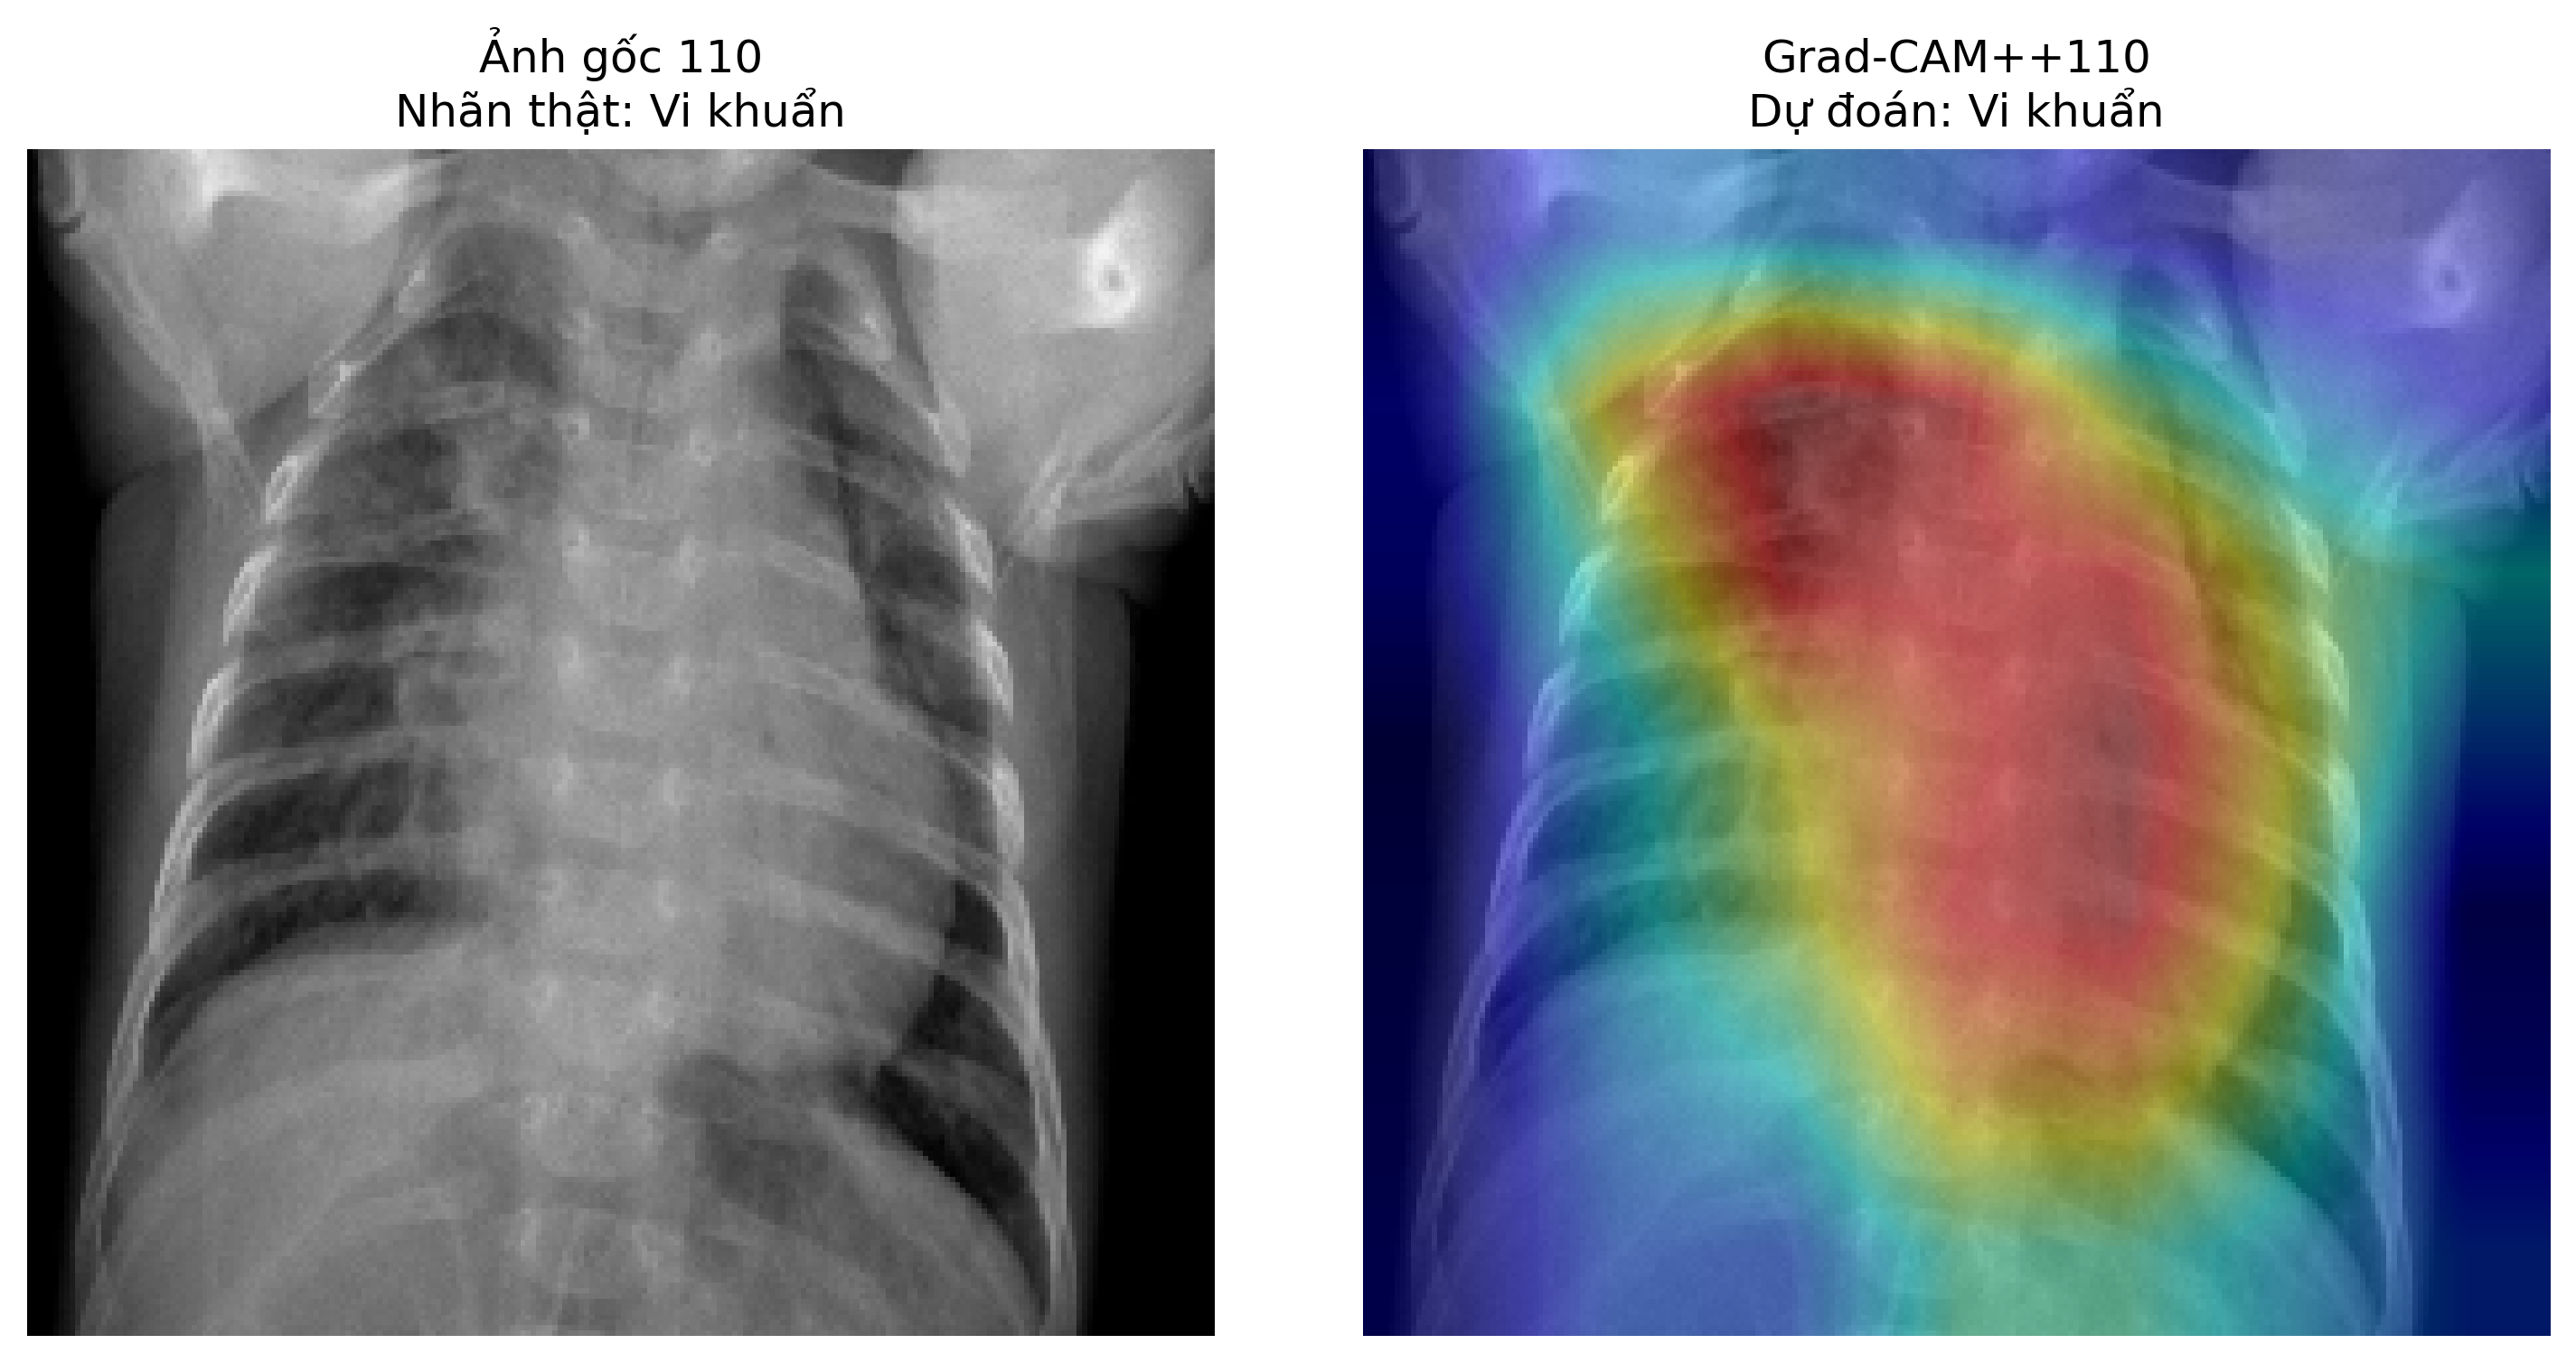 Ảnh gốc 110
Nhãn thật: Vi khuẩn
Grad-CAM++110
Dự đoán: Vi khuẩn